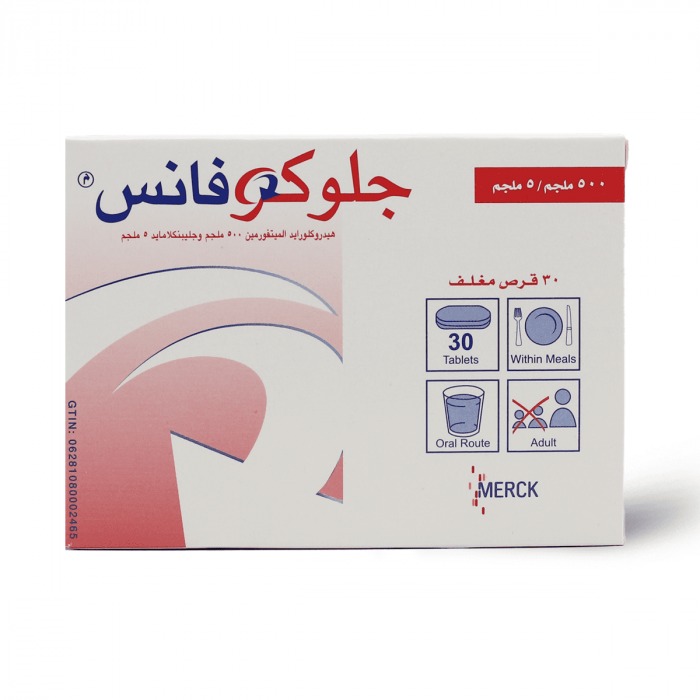 جلوكوفانس
م
هيدروكلورايد الميتفورمين ٥٠٠ ملجم وجليبنكلامايد ٥ ملجم
٥٠٠ ملجم/٥ ملجم
٣٠ قرص مغلف
30
Tablets
Within Meals
Oral Route
Adult
MERCK
GTIN: 06281080002465